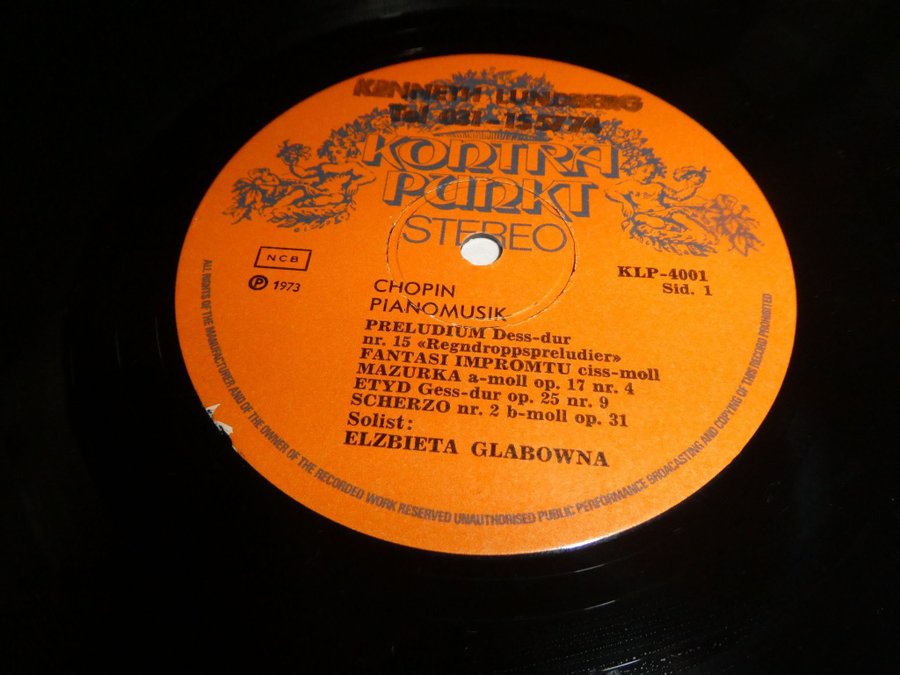 KENNETH LUNDBERG
Tel. 031-155774
KONTRA
PUNKT
STEREO
NCB
KLP-4001
Ⓟ 1973
Sid. 1
CHOPIN
PIANOMUSIK
PRELUDIUM Dess-dur
nr. 15 «Regndroppspreludier»
FANTASI IMPROMTU ciss-moll
MAZURKA a-moll op. 17 nr. 4
ETYD Gess-dur op. 25 nr. 9
SCHERZO nr. 2 b-moll op. 31
Solist:
ELZBIETA GLABOWNA
ALL RIGHTS OF THE MANUFACTURER AND OF THE OWNER OF THE RECORDED WORK RESERVED UNAUTHORISED PUBLIC PERFORMANCE BROADCASTING AND COPYING OF THIS RECORD PROHIBITED